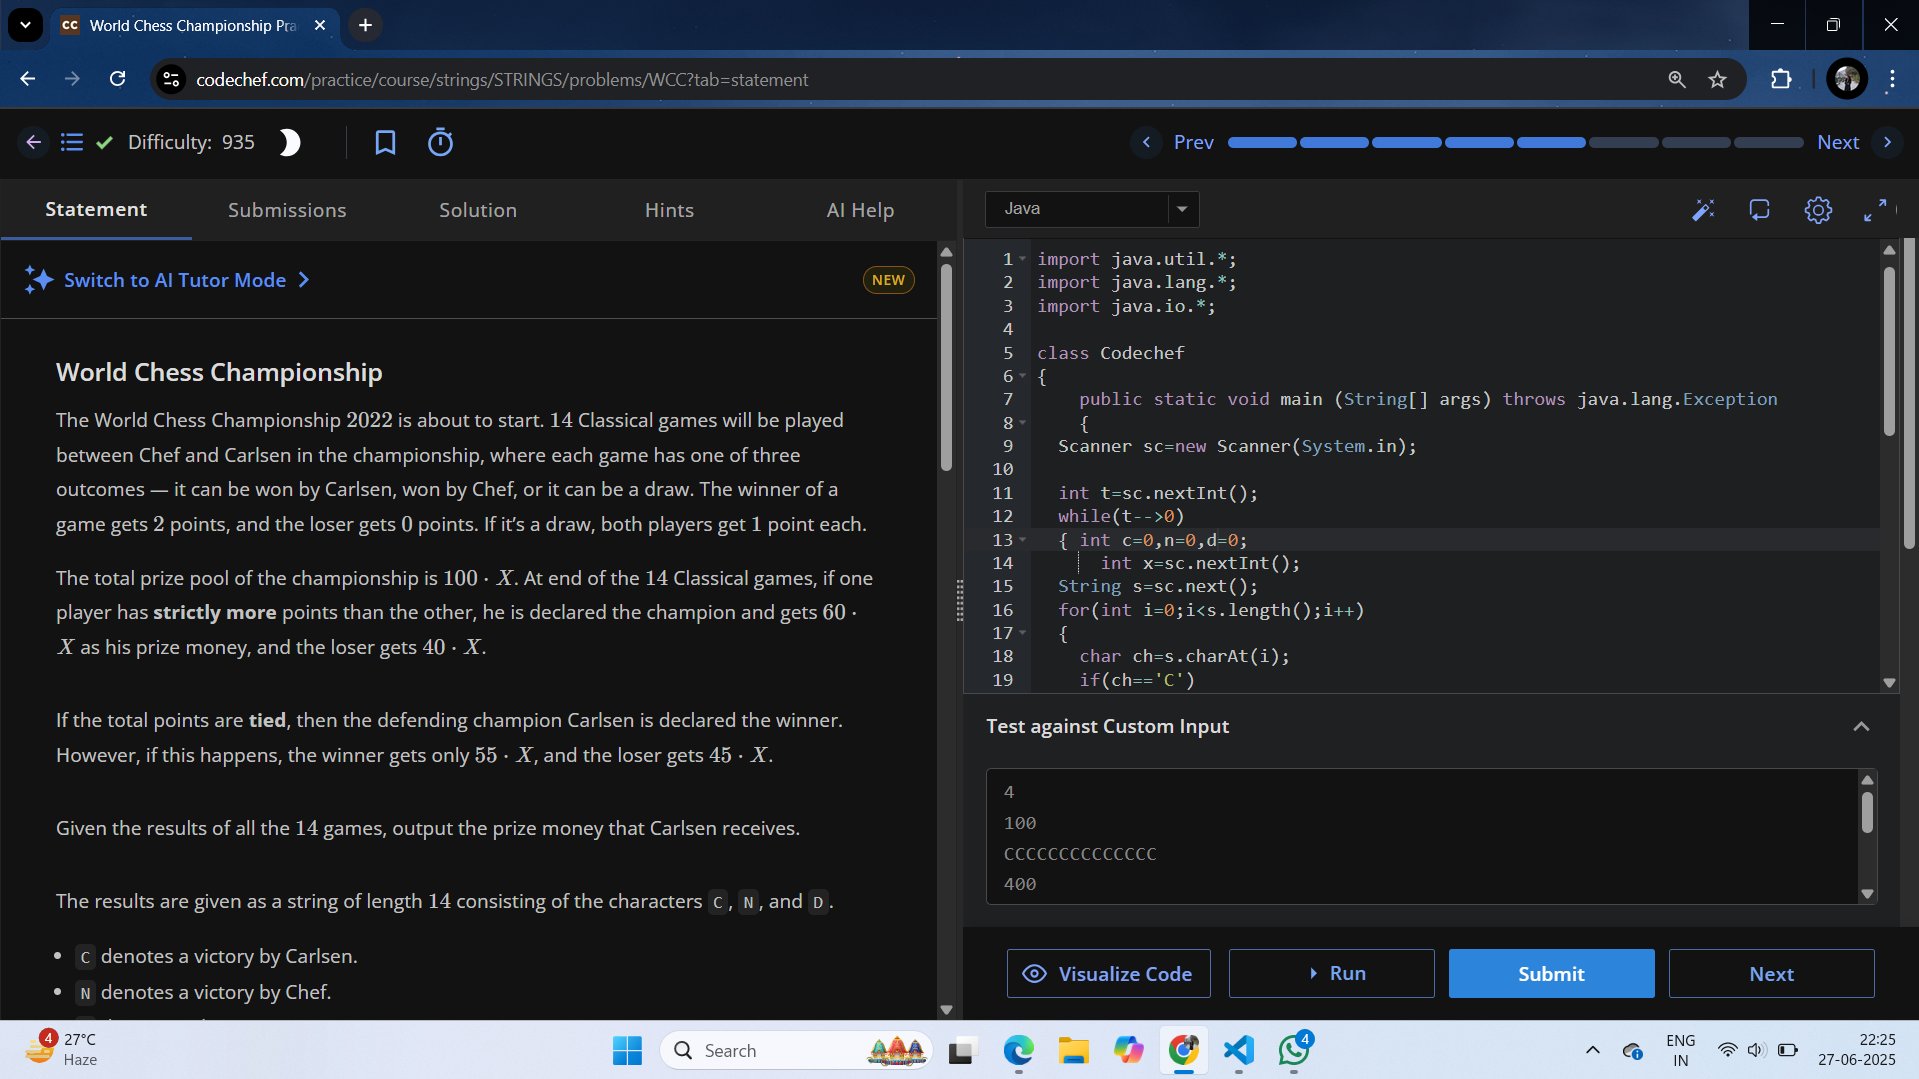 CC World Chess Championship Pra
codechef.com/practice/course/strings/STRINGS/problems/WCC?tab=statement
Difficulty: 935
Prev
Next
Statement
Submissions
Solution
Hints
AI Help
Switch to AI Tutor Mode
NEW
World Chess Championship
The World Chess Championship 2022 is about to start. 14 Classical games will be played
between Chef and Carlsen in the championship, where each game has one of three
outcomes — it can be won by Carlsen, won by Chef, or it can be a draw. The winner of a
game gets 2 points, and the loser gets 0 points. If it's a draw, both players get 1 point each.
The total prize pool of the championship is 100 · X. At end of the 14 Classical games, if one
player has strictly more points than the other, he is declared the champion and gets 60 ·
X as his prize money, and the loser gets 40 · X.
If the total points are tied, then the defending champion Carlsen is declared the winner.
However, if this happens, the winner gets only 55 · X, and the loser gets 45 · X.
Given the results of all the 14 games, output the prize money that Carlsen receives.
The results are given as a string of length 14 consisting of the characters C, N, and D.
• C denotes a victory by Carlsen.
• N denotes a victory by Chef.
Java
1 import java.util.*;
2 import java.lang.*;
3 import java.io.*;
4
5 class Codechef
6 {
7 public static void main (String[] args) throws java.lang.Exception
8 {
9 Scanner sc=new Scanner(System.in);
10
11 int t=sc.nextInt();
12 while(t-->0)
13 { int c=0,n=0,d=0;
14 int x=sc.nextInt();
15 String s=sc.next();
16 for(int i=0;i<s.length();i++)
17 {
18 char ch=s.charAt(i);
19 if(ch=='C')
Test against Custom Input
4
100
CCCCCCCCCCCCCC
400
Visualize Code
Run
Submit
Next
4
27°C
Haze
Search
4
ENG
IN
22:25
27-06-2025